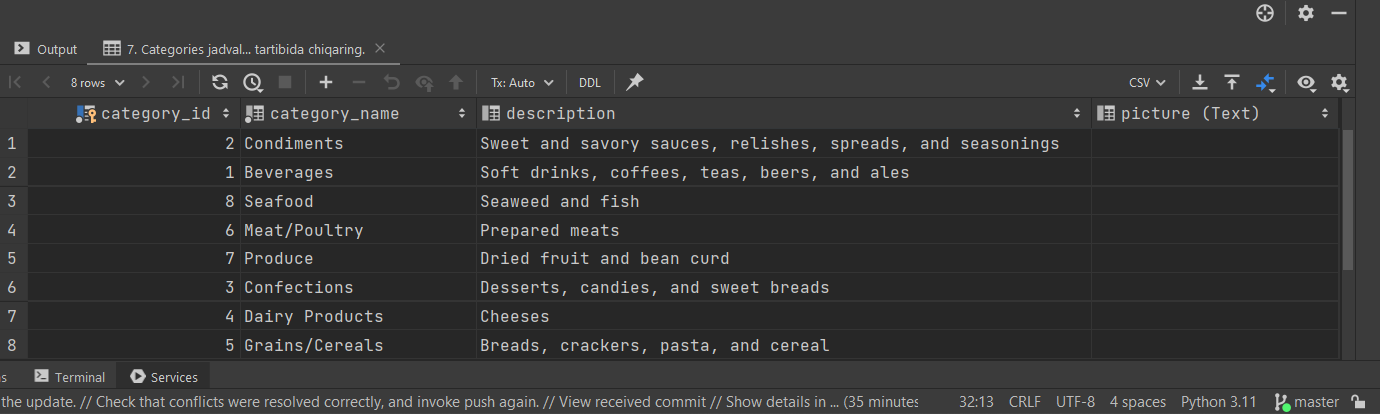 Output 7. Categories jadval... tartibida chiqaring.
8 rows Tx: Auto DDL CSV
category_id category_name description picture (Text)
1 2 Condiments Sweet and savory sauces, relishes, spreads, and seasonings
2 1 Beverages Soft drinks, coffees, teas, beers, and ales
3 8 Seafood Seaweed and fish
4 6 Meat/Poultry Prepared meats
5 7 Produce Dried fruit and bean curd
6 3 Confections Desserts, candies, and sweet breads
7 4 Dairy Products Cheeses
8 5 Grains/Cereals Breads, crackers, pasta, and cereal
Terminal Services
the update. // Check that conflicts were resolved correctly, and invoke push again. // View received commit // Show details in ... (35 minutes 32:13 CRLF UTF-8 4 spaces Python 3.11 master